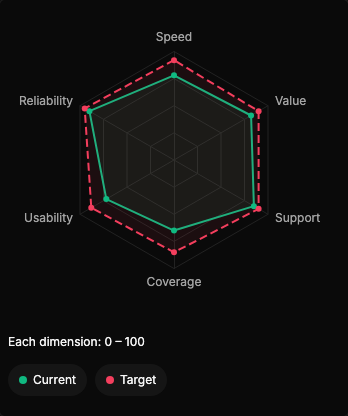 Speed
Reliability
Value
Usability
Support
Coverage
Each dimension: 0 – 100
Current
Target